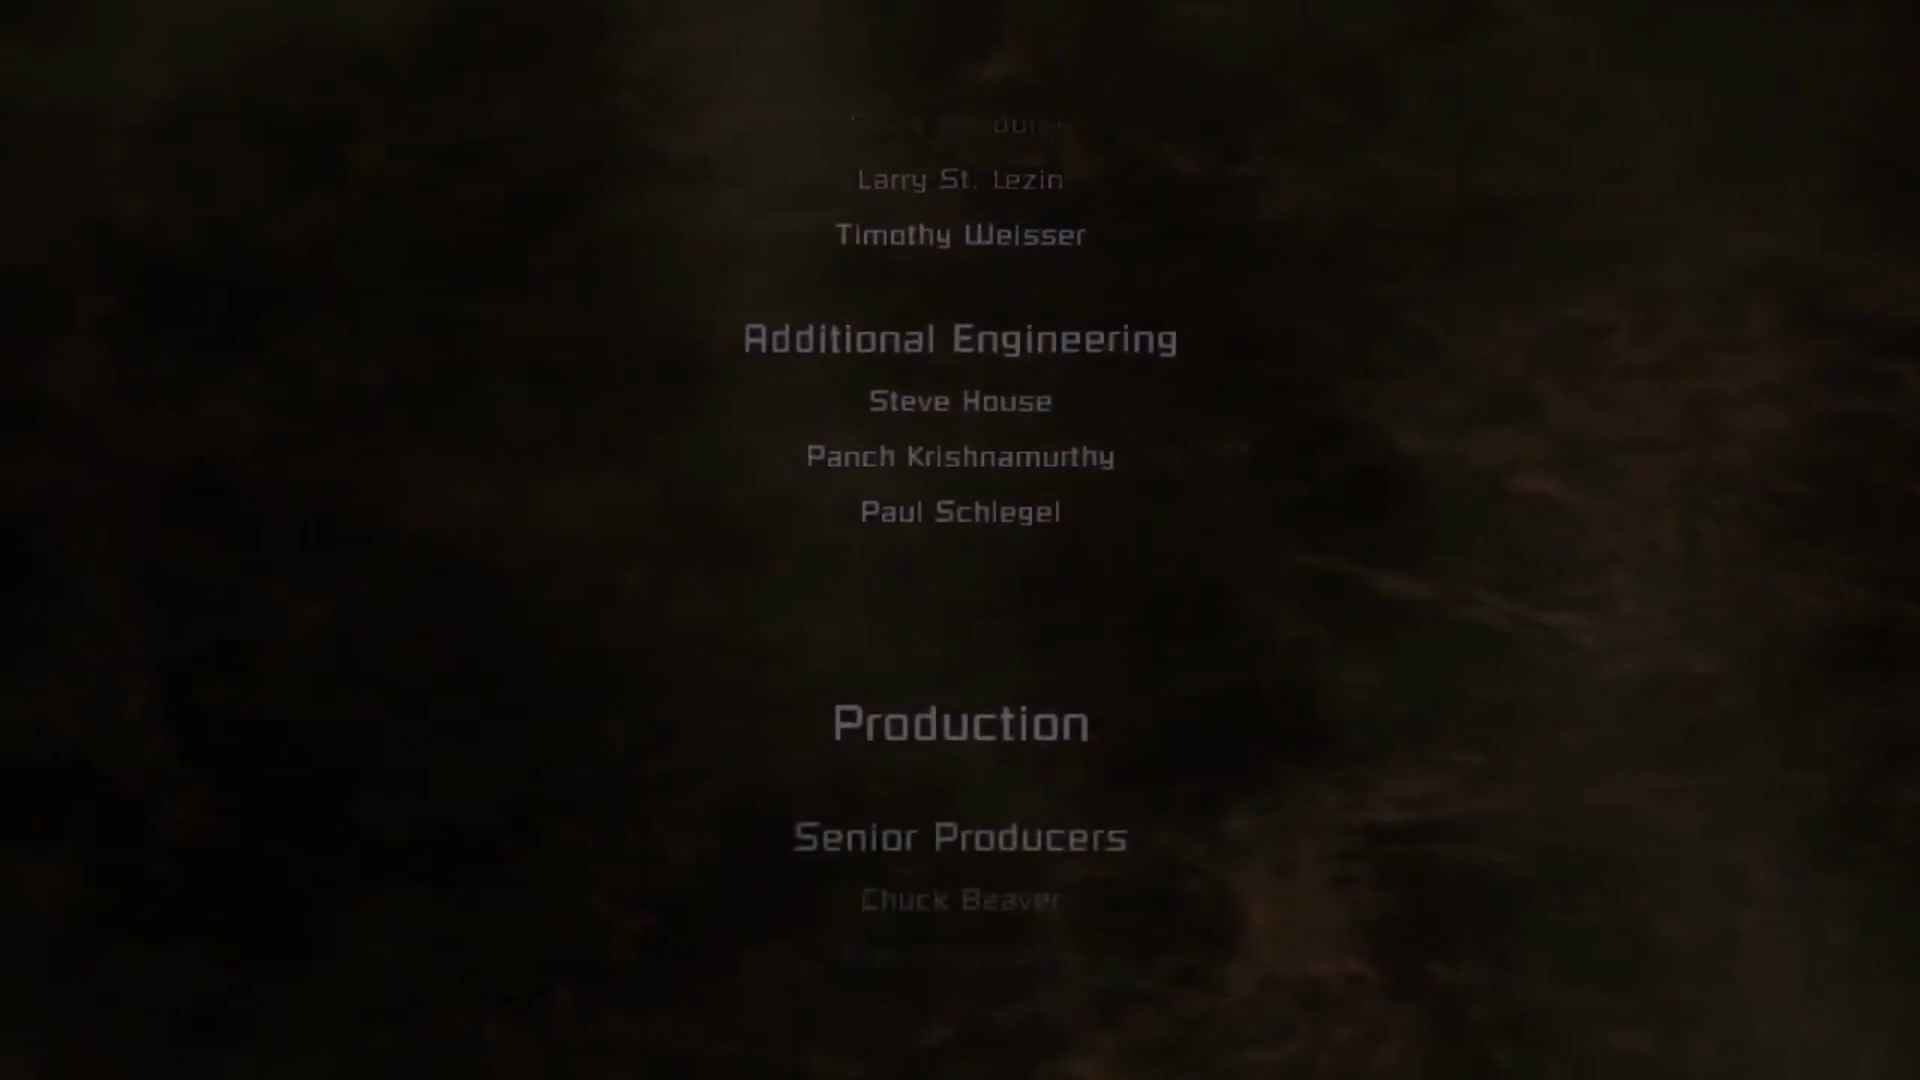 Larry St. Lezin
Timothy Weisser
Additional Engineering
Steve House
Panch Krishnamurthy
Paul Schlegel
Production
Senior Producers
Chuck Beaver